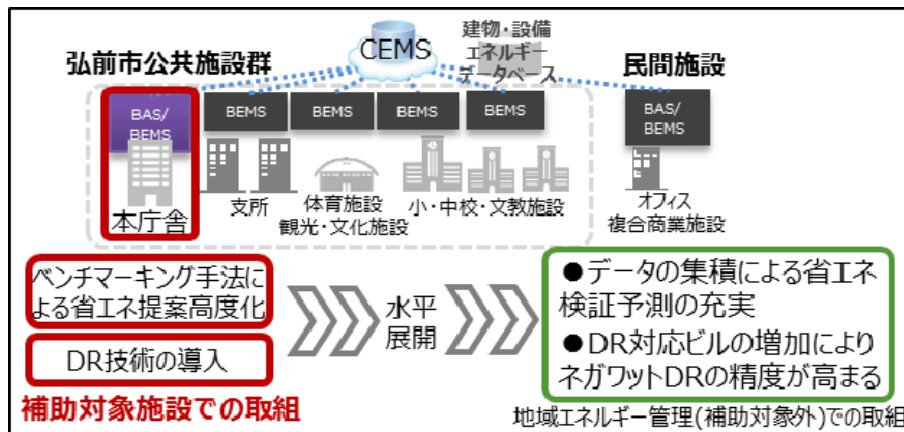 弘前市公共施設群
CEMS
建物・設備
エネルギー
データベース
民間施設
BAS/
BEMS
BEMS
BEMS
BEMS
BEMS
BAS/
BEMS
本庁舎
支所
体育施設
観光・文化施設
小・中校・文教施設
オフィス
複合商業施設
ベンチマーキング手法に
よる省エネ提案高度化
DR技術の導入
補助対象施設での取組
水平
展開
●データの集積による省エネ
検証予測の充実
●DR対応ビルの増加により
ネガワットDRの精度が高まる
地域エネルギー管理(補助対象外)での取組